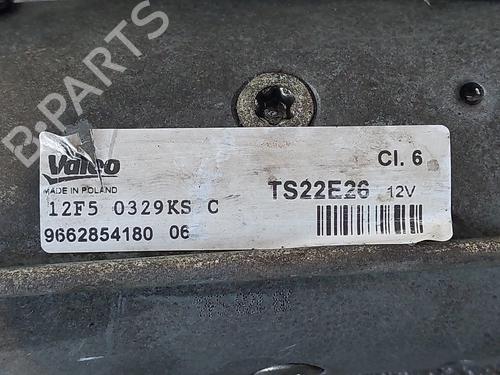 B-PARTS
Valeo
MADE IN POLAND
Cl. 6
TS22E26 12V
12F5 0329KS C
9662854180 06